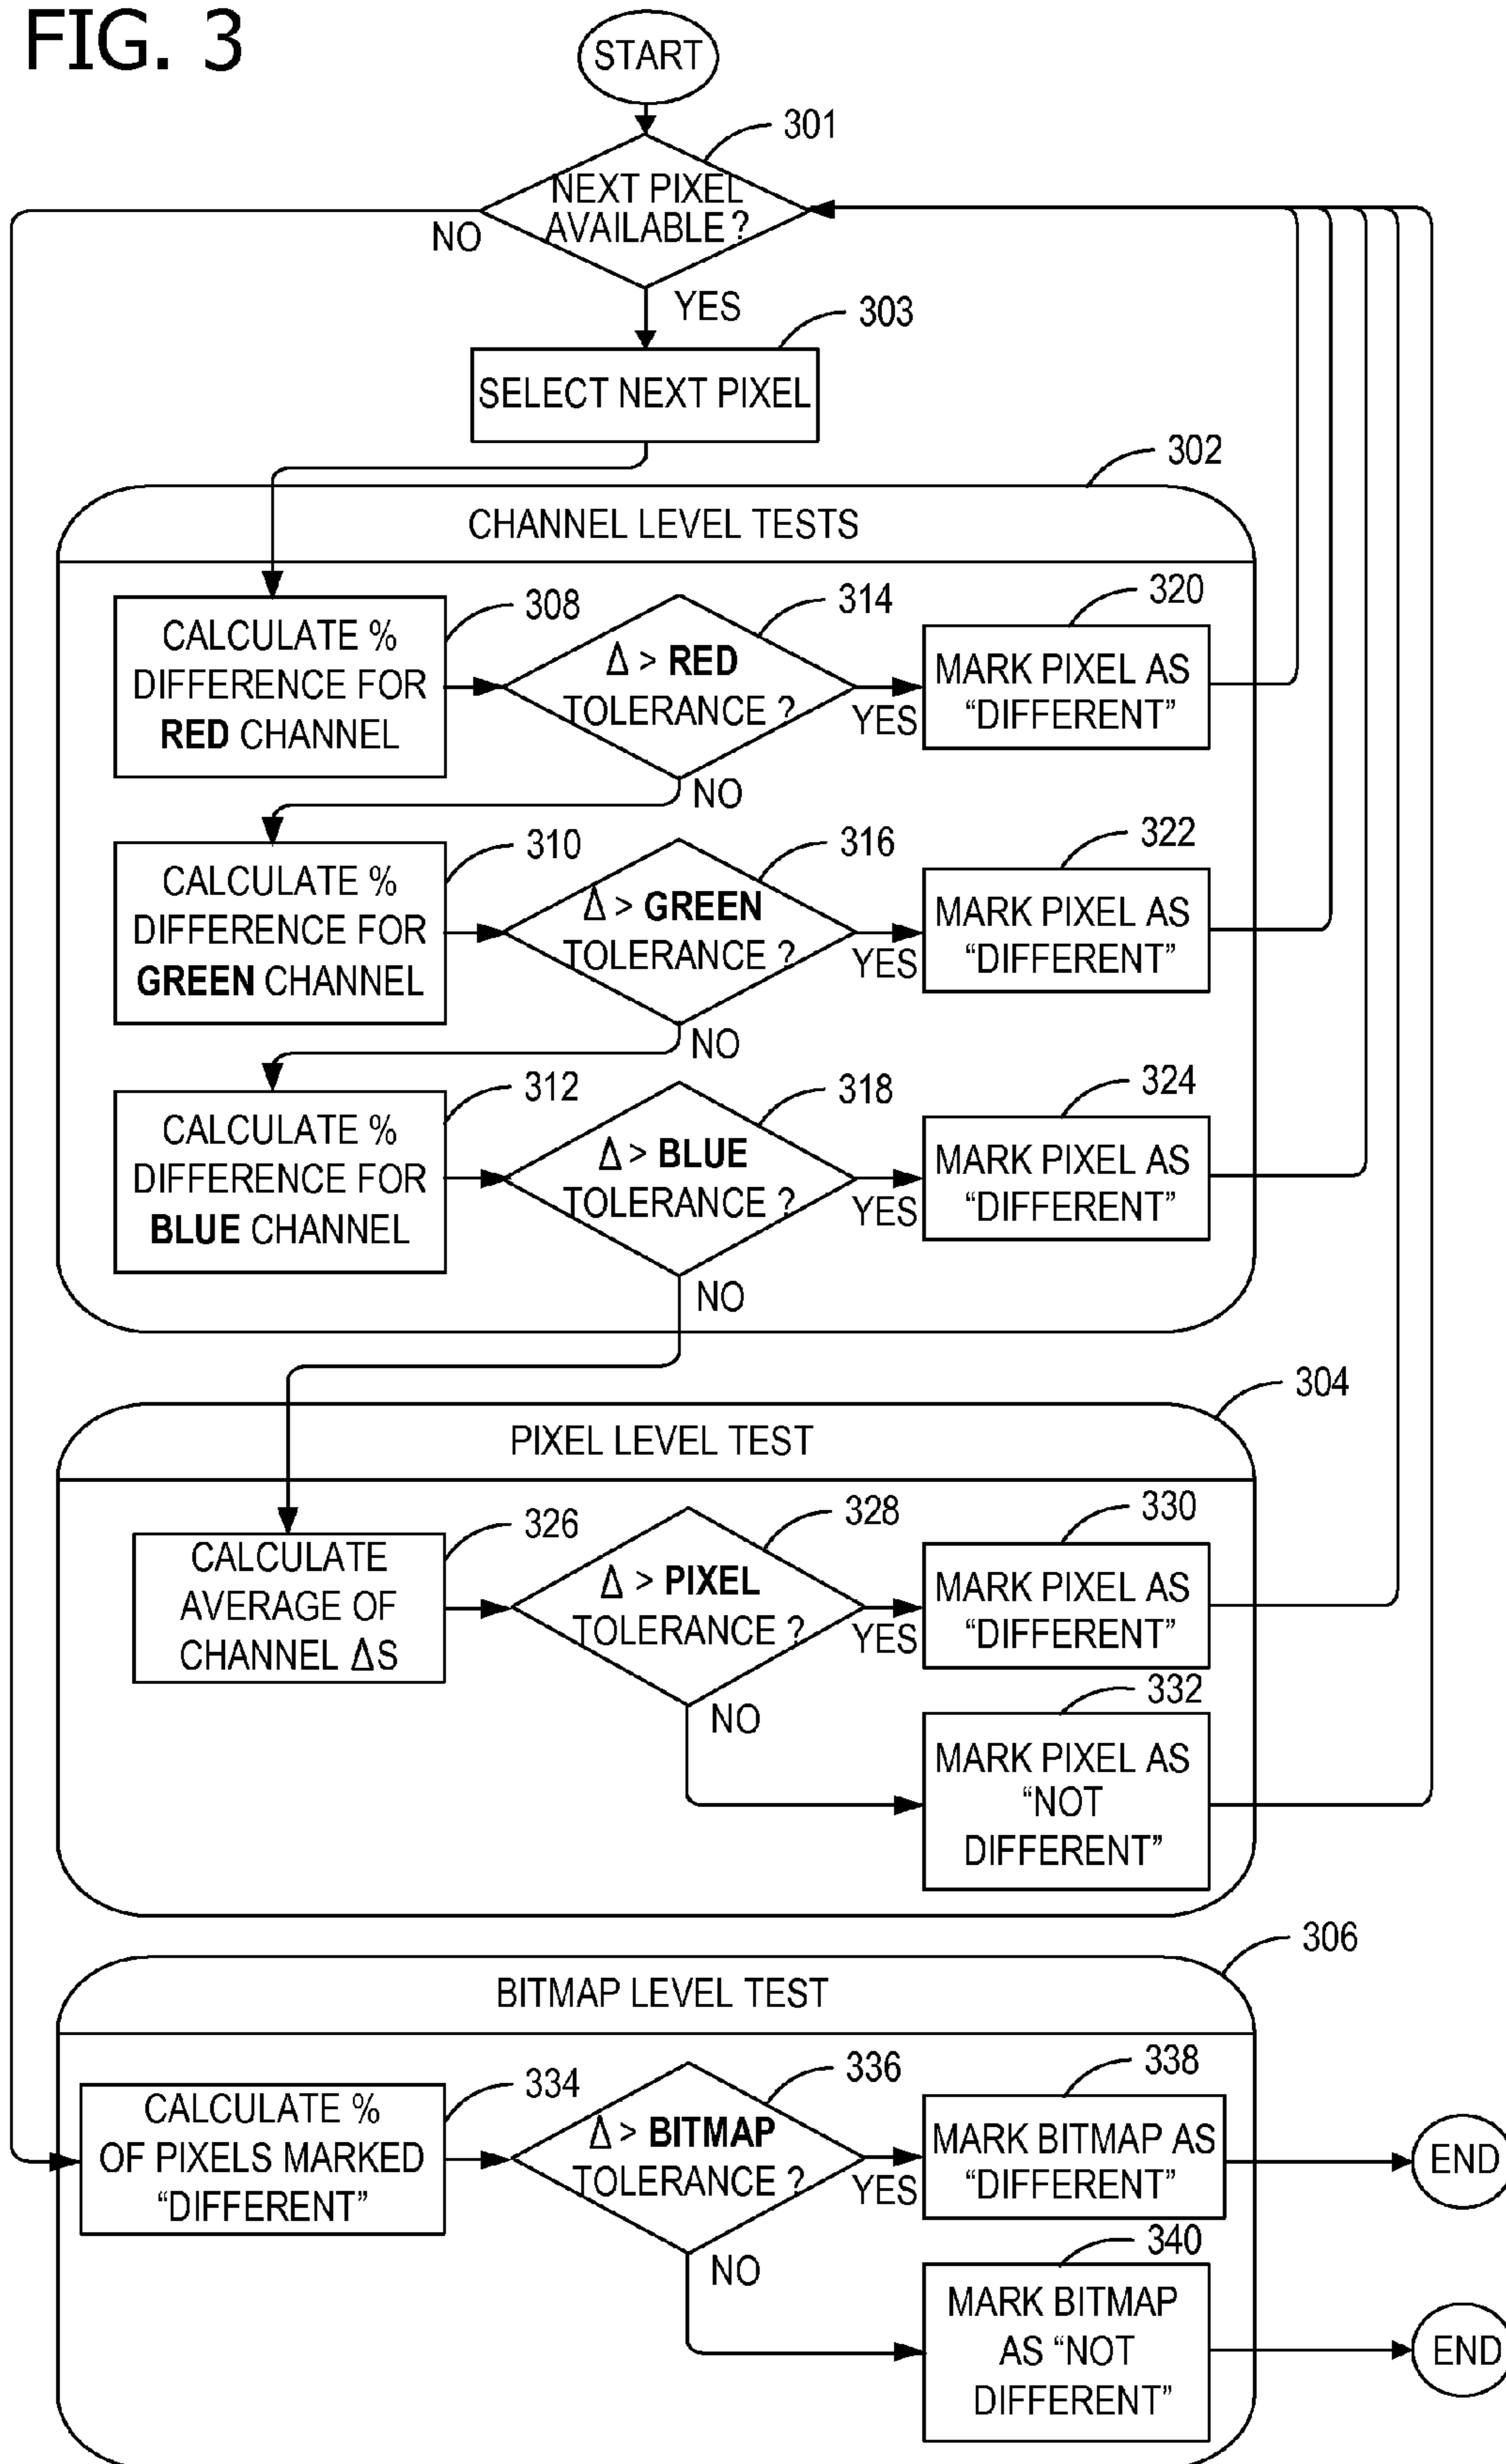 FIG. 3
START
301
NEXT PIXEL
AVAILABLE ?
NO
YES
303
SELECT NEXT PIXEL
302
CHANNEL LEVEL TESTS
308
CALCULATE %
DIFFERENCE FOR
RED CHANNEL
314
Δ > RED
TOLERANCE ?
YES
NO
320
MARK PIXEL AS
“DIFFERENT”
310
CALCULATE %
DIFFERENCE FOR
GREEN CHANNEL
316
Δ > GREEN
TOLERANCE ?
YES
NO
322
MARK PIXEL AS
“DIFFERENT”
312
CALCULATE %
DIFFERENCE FOR
BLUE CHANNEL
318
Δ > BLUE
TOLERANCE ?
YES
NO
324
MARK PIXEL AS
“DIFFERENT”
304
PIXEL LEVEL TEST
326
CALCULATE
AVERAGE OF
CHANNEL ΔS
328
Δ > PIXEL
TOLERANCE ?
YES
NO
330
MARK PIXEL AS
“DIFFERENT”
332
MARK PIXEL AS
“NOT
DIFFERENT”
306
BITMAP LEVEL TEST
334
CALCULATE %
OF PIXELS MARKED
“DIFFERENT”
336
Δ > BITMAP
TOLERANCE ?
YES
NO
338
MARK BITMAP AS
“DIFFERENT”
END
340
MARK BITMAP
AS “NOT
DIFFERENT”
END